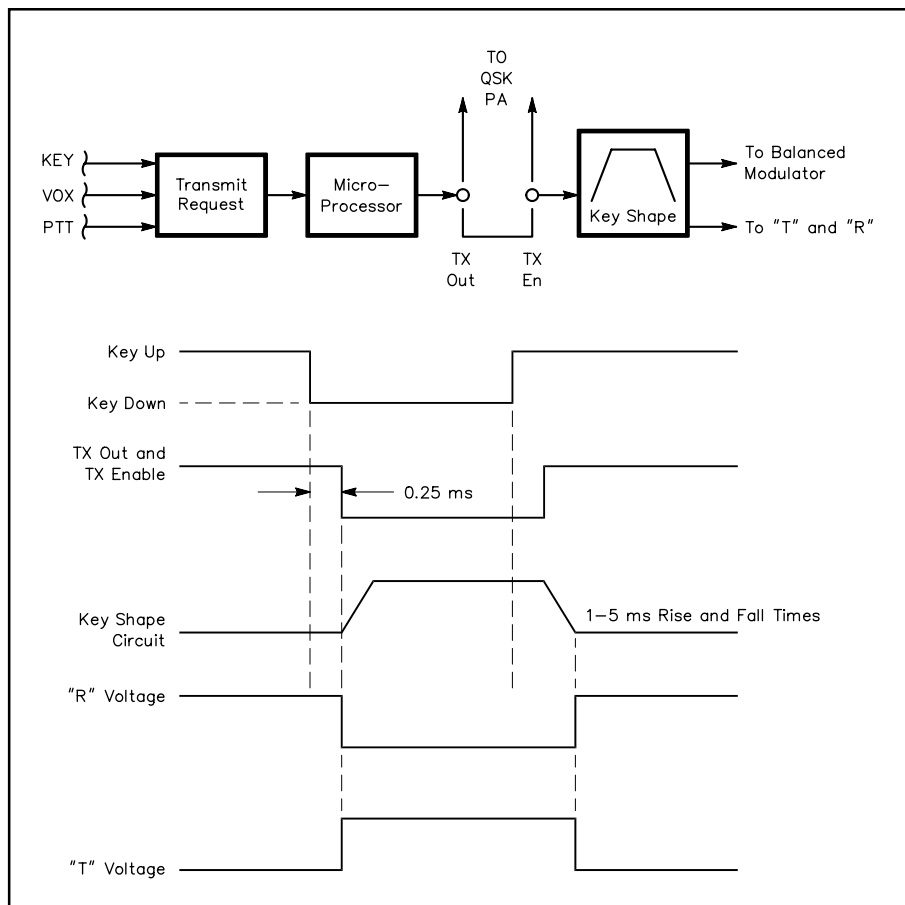 TO
QSK
PA
KEY
VOX
PTT
Transmit
Request
Micro-
Processor
TX
Out
TX
En
Key Shape
To Balanced
Modulator
To "T" and "R"
Key Up
Key Down
TX Out and
TX Enable
0.25 ms
Key Shape
Circuit
1-5 ms Rise and Fall Times
"R" Voltage
"T" Voltage